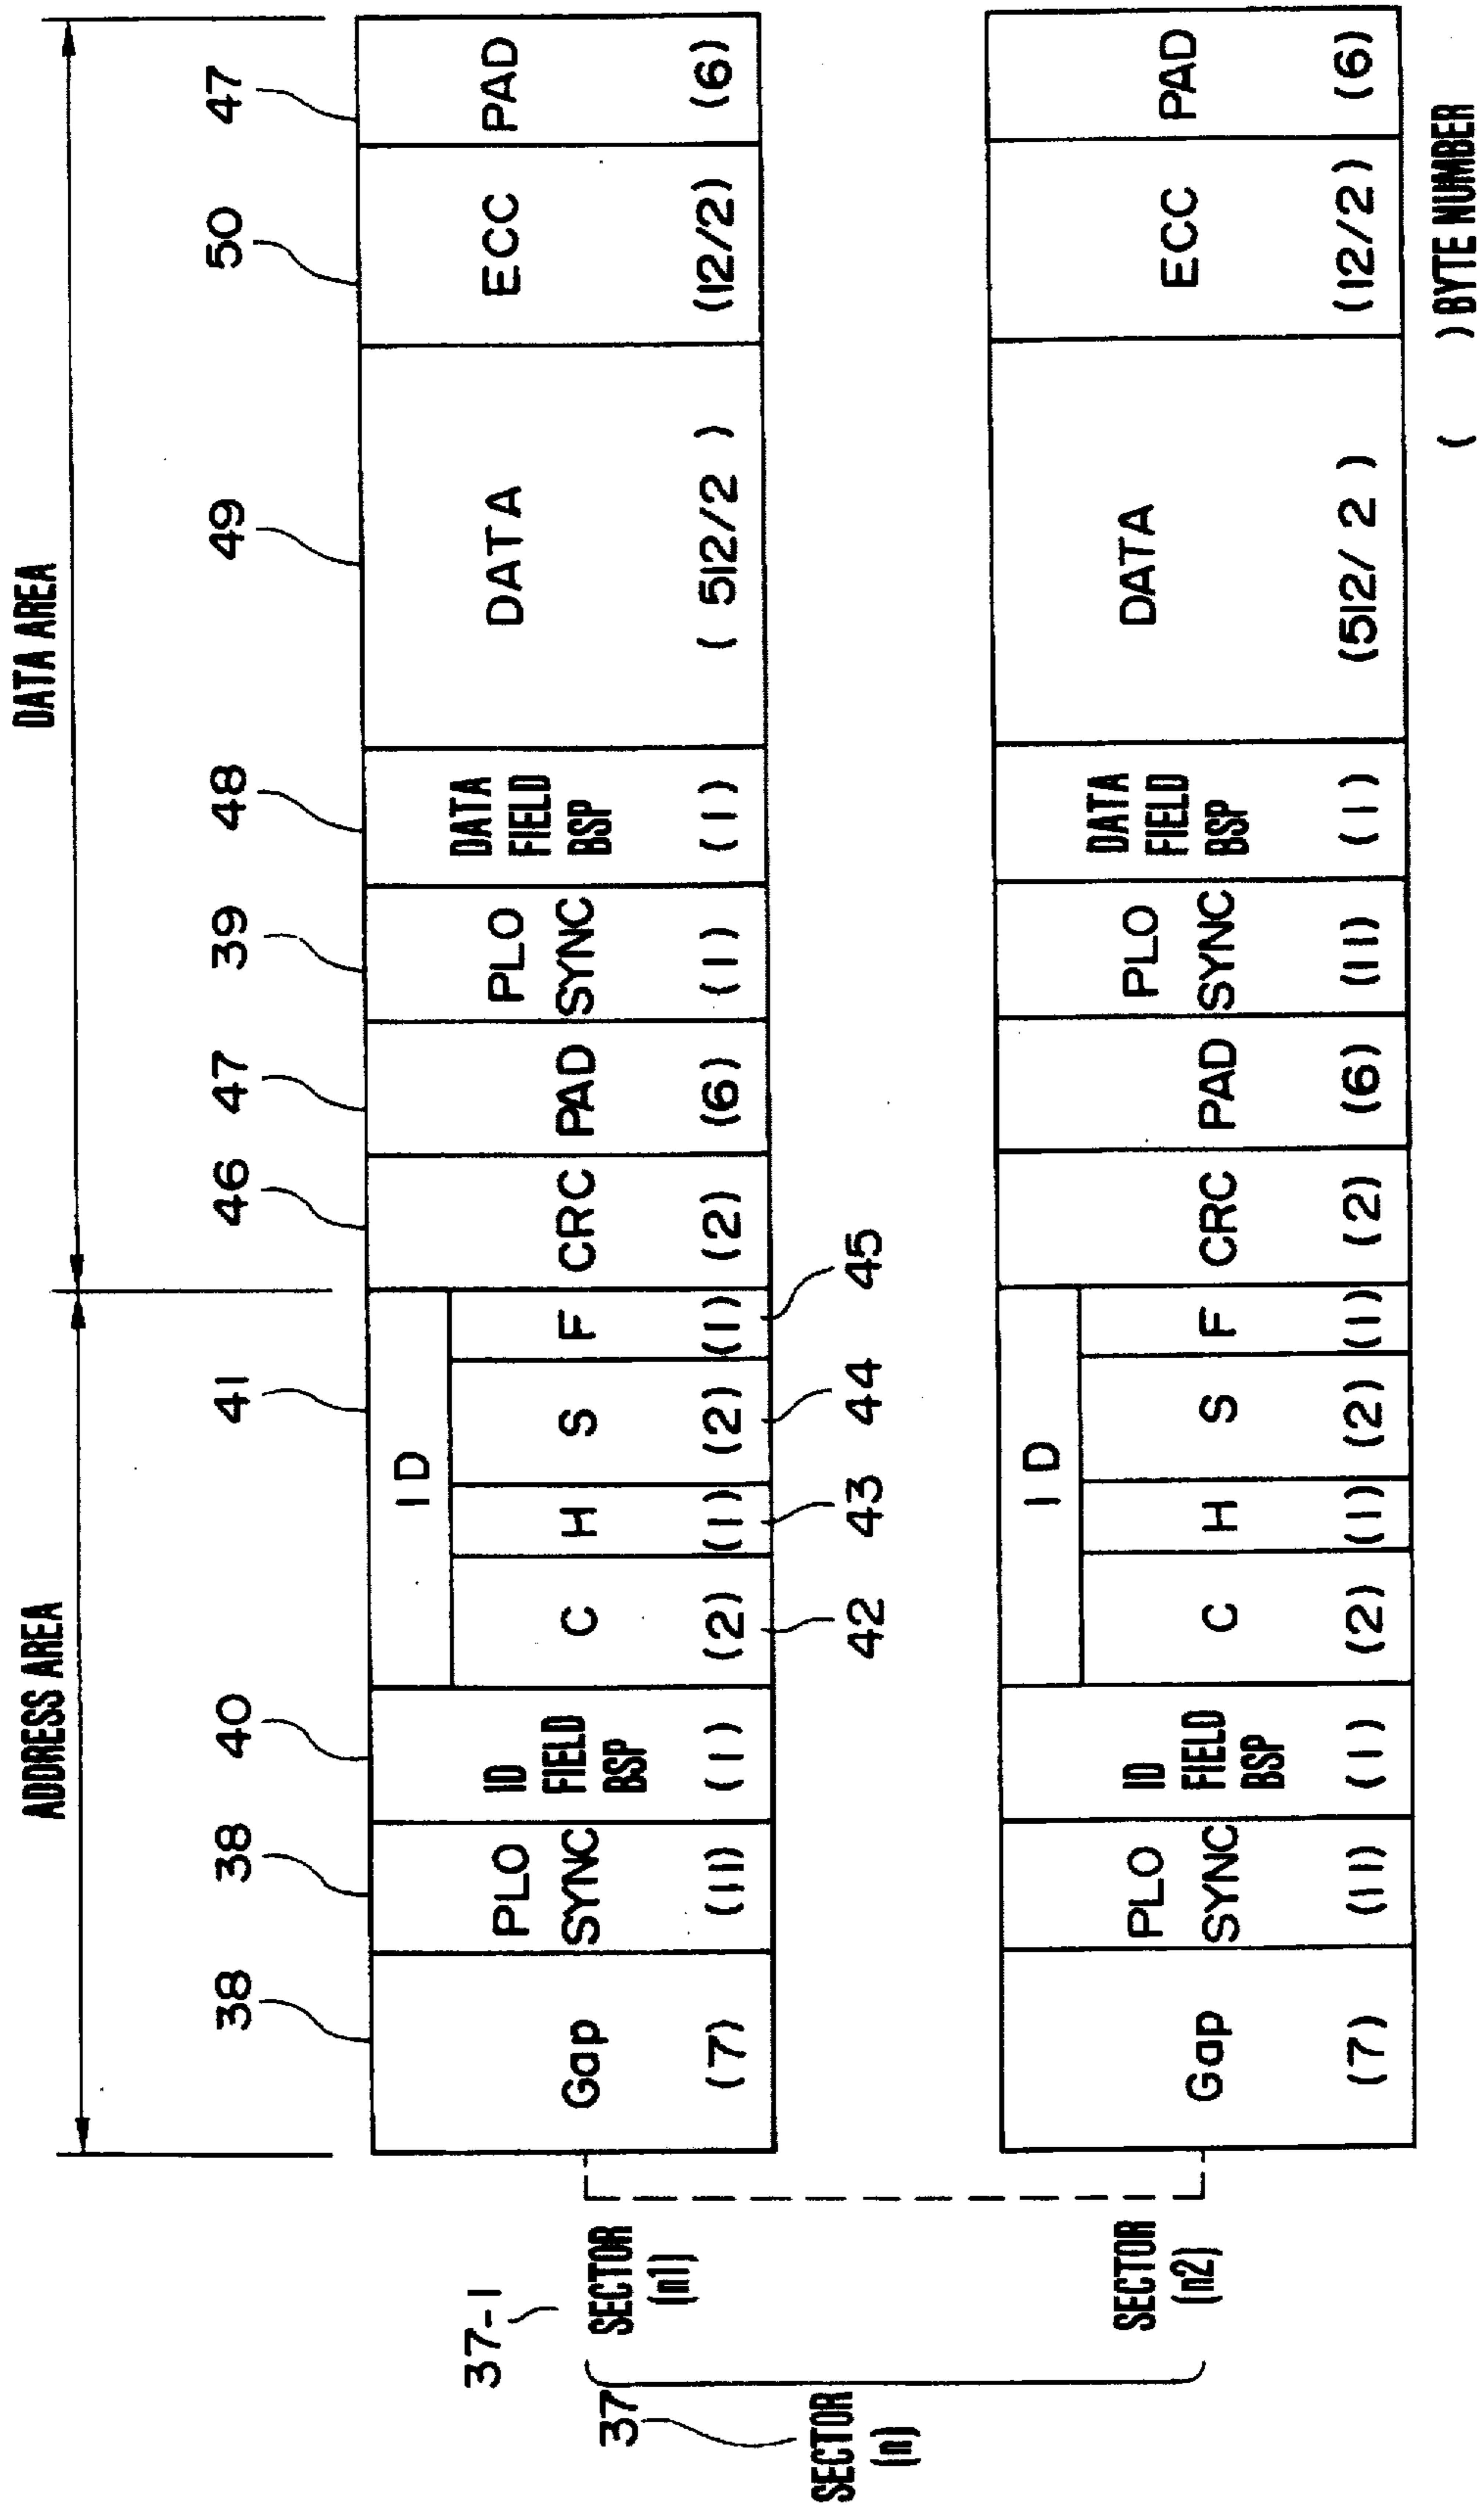 ADDRESS AREA DATA AREA
38 38 40 41 46 47 39 48 49 50 47
ID
Gap PLO SYNC ID FIELD BSP C H S F CRC PAD PLO SYNC DATA FIELD BSP DATA ECC PAD
(7) (11) (1) (2) (1) (2) (1) (2) (6) (1) (1) ( 512/2 ) (12/2) (6)
42 43 44 45
37-1
SECTOR
(n1)
37
SECTOR
(n)
SECTOR
(n2)
ID
Gap PLO SYNC ID FIELD BSP C H S F CRC PAD PLO SYNC DATA FIELD BSP DATA ECC PAD
(7) (11) (1) (2) (1) (2) (1) (2) (6) (11) (1) (512/ 2 ) (12/2) (6)
( ) BYTE NUMBER